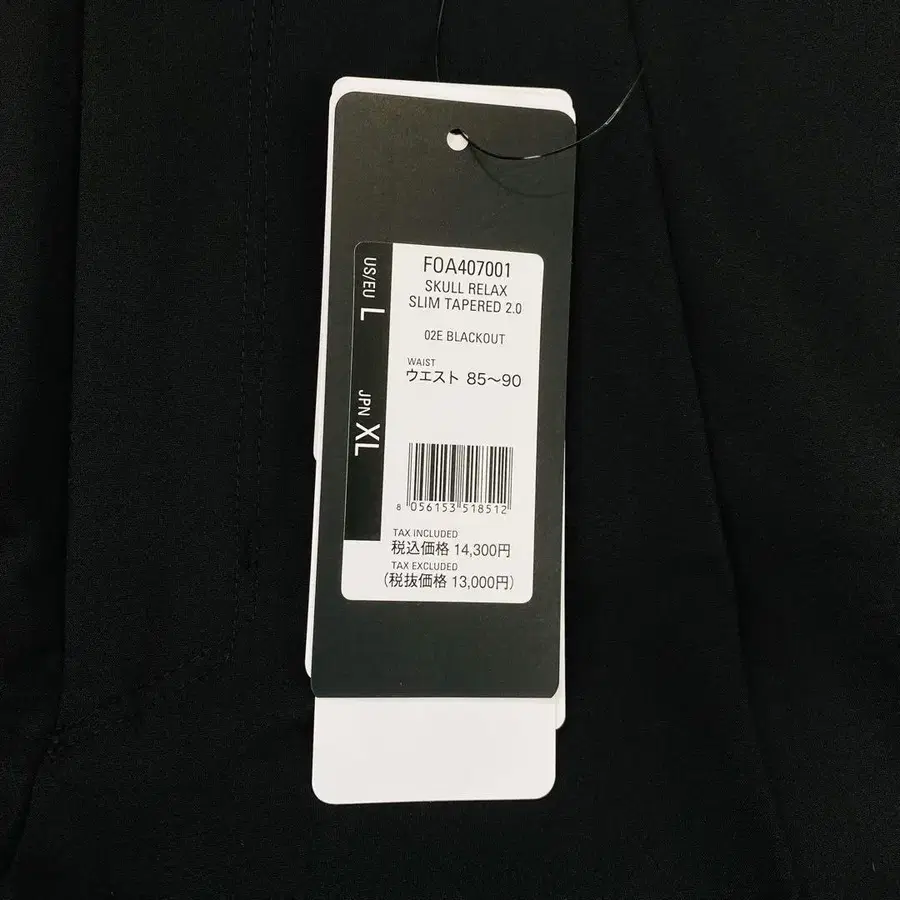 FOA407001
SKULL RELAX
SLIM TAPERED 2.0
02E BLACKOUT
WAIST
ウエスト 85〜90
US/EU L
JPN XL
8 056153 518512
TAX INCLUDED
税込価格 14,300円
TAX EXCLUDED
(税抜価格 13,000円)